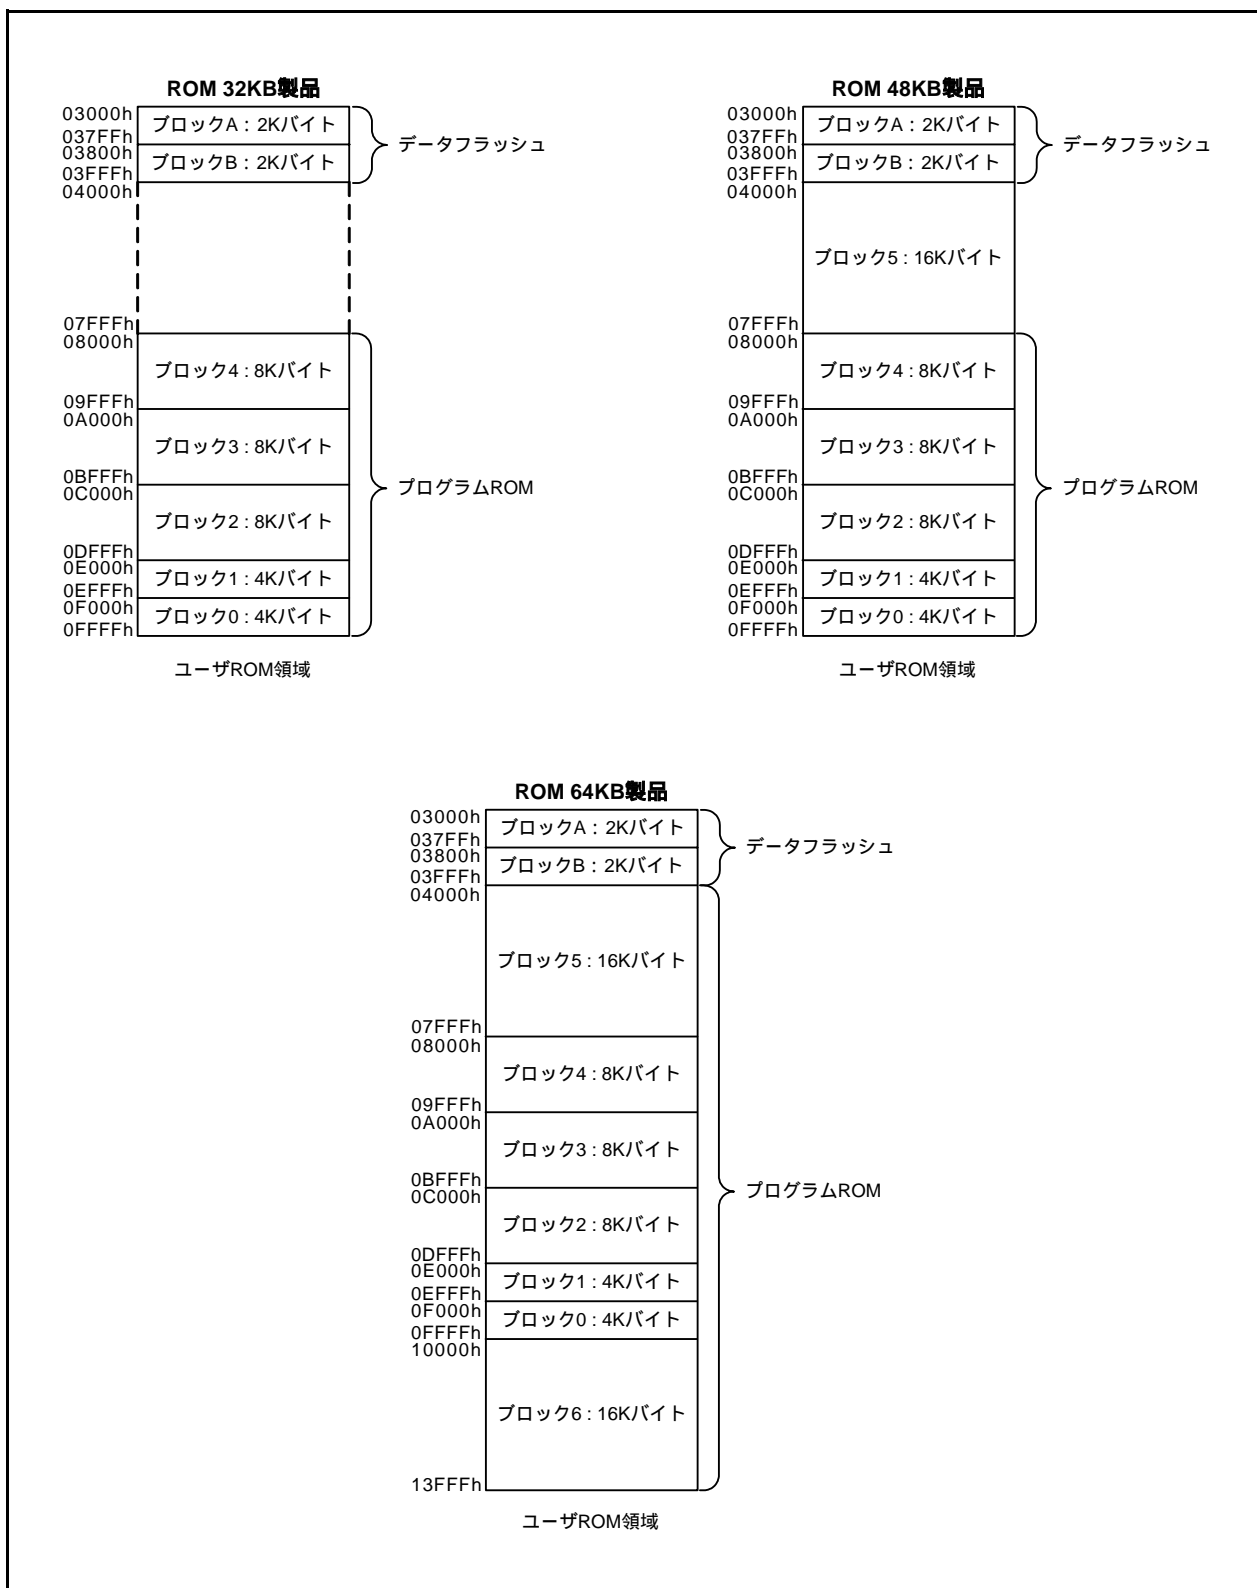 ROM 32KB製品
03000h
ブロックA : 2Kバイト
037FFh
03800h
ブロックB : 2Kバイト
03FFFh
04000h
データフラッシュ
07FFFh
08000h
ブロック4 : 8Kバイト
09FFFh
0A000h
ブロック3 : 8Kバイト
0BFFFh
0C000h
プログラムROM
ブロック2 : 8Kバイト
0DFFFh
0E000h
ブロック1 : 4Kバイト
0EFFFh
0F000h
ブロック0 : 4Kバイト
0FFFFh
ユーザROM領域
ROM 48KB製品
03000h
ブロックA : 2Kバイト
037FFh
03800h
ブロックB : 2Kバイト
03FFFh
04000h
データフラッシュ
ブロック5 : 16Kバイト
07FFFh
08000h
ブロック4 : 8Kバイト
09FFFh
0A000h
ブロック3 : 8Kバイト
0BFFFh
0C000h
プログラムROM
ブロック2 : 8Kバイト
0DFFFh
0E000h
ブロック1 : 4Kバイト
0EFFFh
0F000h
ブロック0 : 4Kバイト
0FFFFh
ユーザROM領域
ROM 64KB製品
03000h
ブロックA : 2Kバイト
037FFh
03800h
ブロックB : 2Kバイト
03FFFh
04000h
データフラッシュ
ブロック5 : 16Kバイト
07FFFh
08000h
ブロック4 : 8Kバイト
09FFFh
0A000h
ブロック3 : 8Kバイト
0BFFFh
0C000h
プログラムROM
ブロック2 : 8Kバイト
0DFFFh
0E000h
ブロック1 : 4Kバイト
0EFFFh
0F000h
ブロック0 : 4Kバイト
0FFFFh
10000h
ブロック6 : 16Kバイト
13FFFh
ユーザROM領域